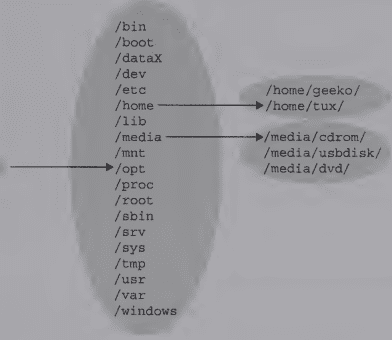 /bin
/boot
/dataX
/dev
/etc
/home
/lib
/media
/mnt
/opt
/proc
/root
/sbin
/srv
/sys
/tmp
/usr
/var
/windows
/home/geeko/
/home/tux/
/media/cdrom/
/media/usbdisk/
/media/dvd/